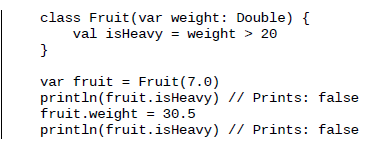 class Fruit(var weight: Double) {
    val isHeavy = weight > 20
}

var fruit = Fruit(7.0)
println(fruit.isHeavy) // Prints: false
fruit.weight = 30.5
println(fruit.isHeavy) // Prints: false